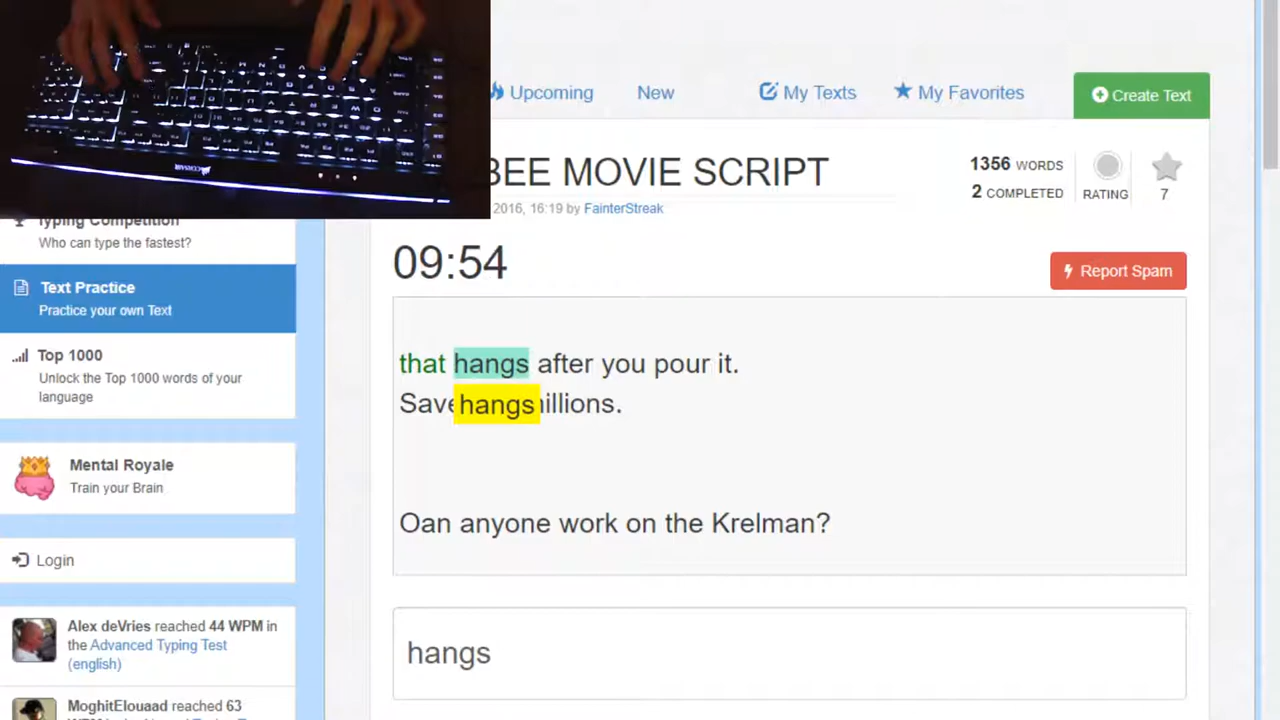 Upcoming
New
My Texts
My Favorites
Create Text
BEE MOVIE SCRIPT
1356 WORDS
2 COMPLETED
RATING
7
2016, 16:19 by FainterStreak
CORSAIR
Typing Competition
Who can type the fastest?
Text Practice
Practice your own Text
Top 1000
Unlock the Top 1000 words of your
language
Mental Royale
Train your Brain
Login
Alex deVries reached 44 WPM in
the Advanced Typing Test
(english)
MoghitElouaad reached 63
09:54
Report Spam
that hangs after you pour it.
Save hangs illions.
Oan anyone work on the Krelman?
hangs